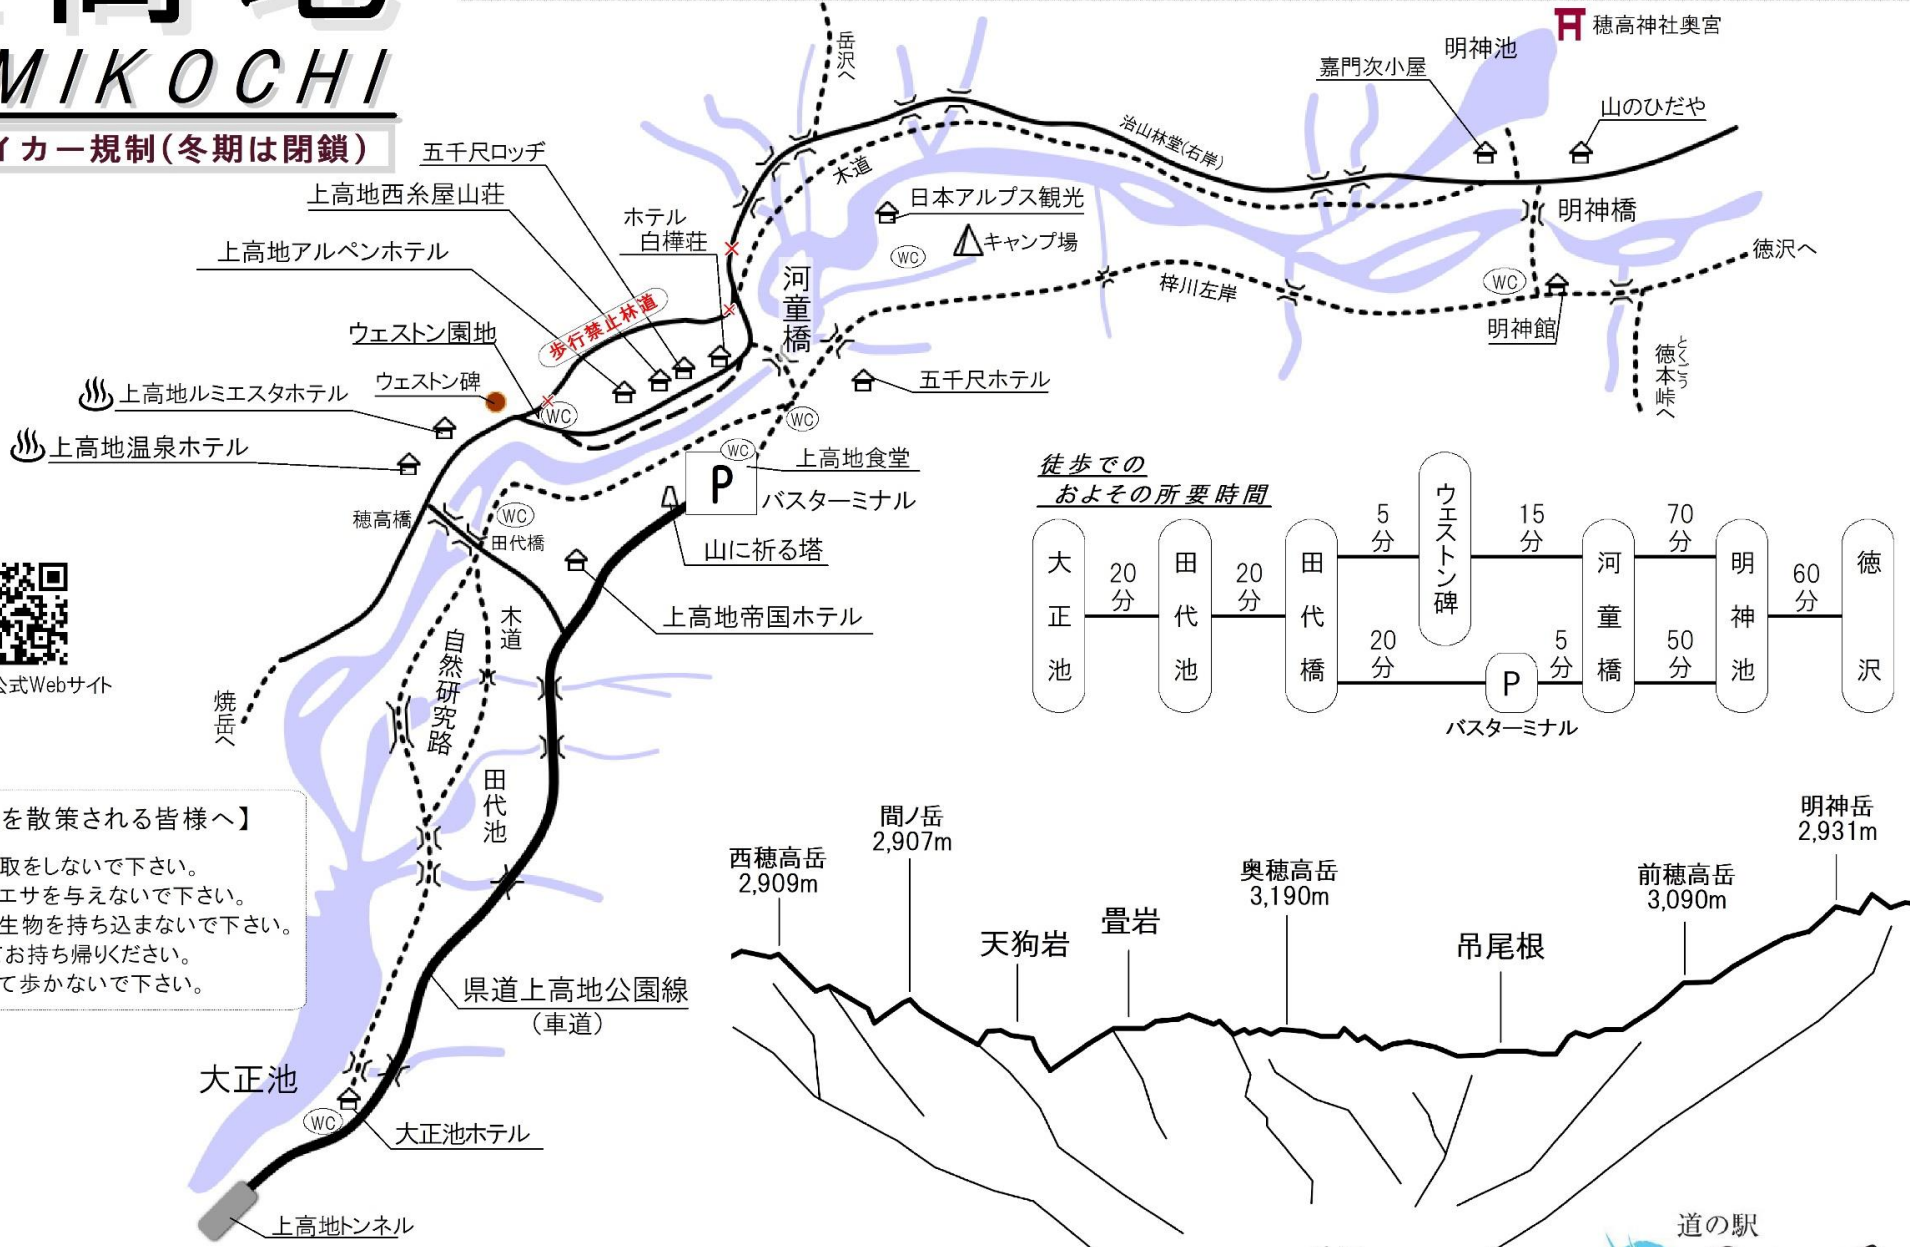 高地
MIKOCHI
イカー規制(冬期は閉鎖)
岳沢へ
穂高神社奥宮
明神池
嘉門次小屋
山のひだや
五千尺ロッヂ
上高地西糸屋山荘
ホテル
白樺荘
上高地アルペンホテル
治山林堂(右岸)
木道
日本アルプス観光
キャンプ場
WC
明神橋
徳沢へ
河童橋
梓川左岸
WC
明神館
とくごう
徳本峠へ
歩行禁止林道
ウェストン園地
ウェストン碑
上高地ルミエスタホテル
WC
五千尺ホテル
WC
上高地温泉ホテル
WC
上高地食堂
P
バスターミナル
穂高橋
WC
田代橋
山に祈る塔
上高地帝国ホテル
公式Webサイト
焼岳へ
木道
自然研究路
田代池
徒歩での
およその所要時間
大正池
20分
田代池
20分
田代橋
5分
ウェストン碑
15分
20分
P
バスターミナル
5分
河童橋
70分
50分
明神池
60分
徳沢
を散策される皆様へ】
取をしないで下さい。
エサを与えないで下さい。
生物を持ち込まないで下さい。
てお持ち帰りください。
て歩かないで下さい。
県道上高地公園線
(車道)
大正池
WC
大正池ホテル
上高地トンネル
西穂高岳
2,909m
間ノ岳
2,907m
天狗岩
畳岩
奥穂高岳
3,190m
吊尾根
前穂高岳
3,090m
明神岳
2,931m
道の駅